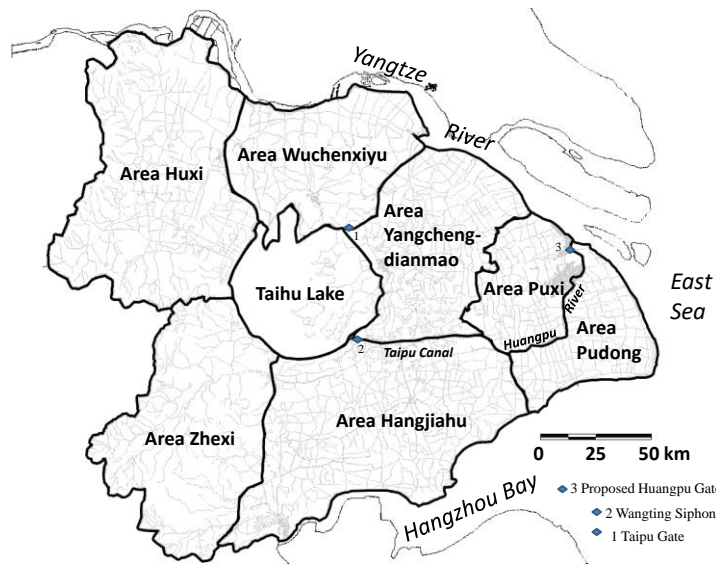 Yangtze
River
Area Huxi
Area Wuchenxiyu
Area
Yangcheng-
dianmao
1
3
Taihu Lake
Area Puxi
East
Sea
River
Huangpu
Area
Pudong
2
Taipu Canal
Area Hangjiahu
Area Zhexi
0 25 50 km
Hangzhou Bay
3 Proposed Huangpu Gat
2 Wangting Siphon
1 Taipu Gate